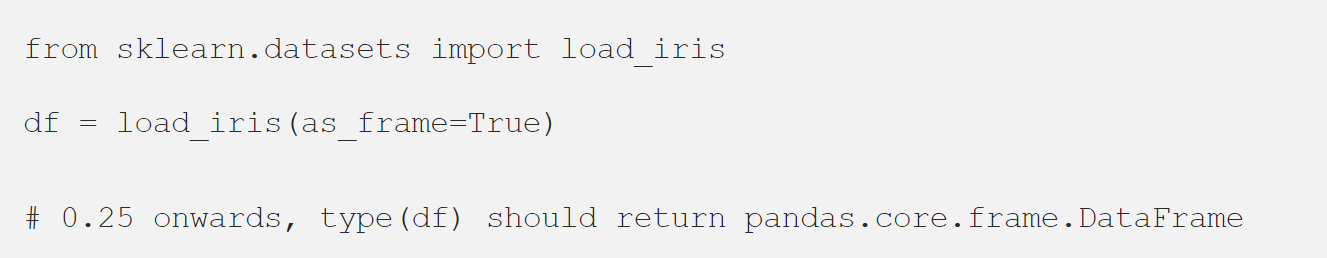 from sklearn.datasets import load_iris
df = load_iris(as_frame=True)
# 0.25 onwards, type(df) should return pandas.core.frame.DataFrame